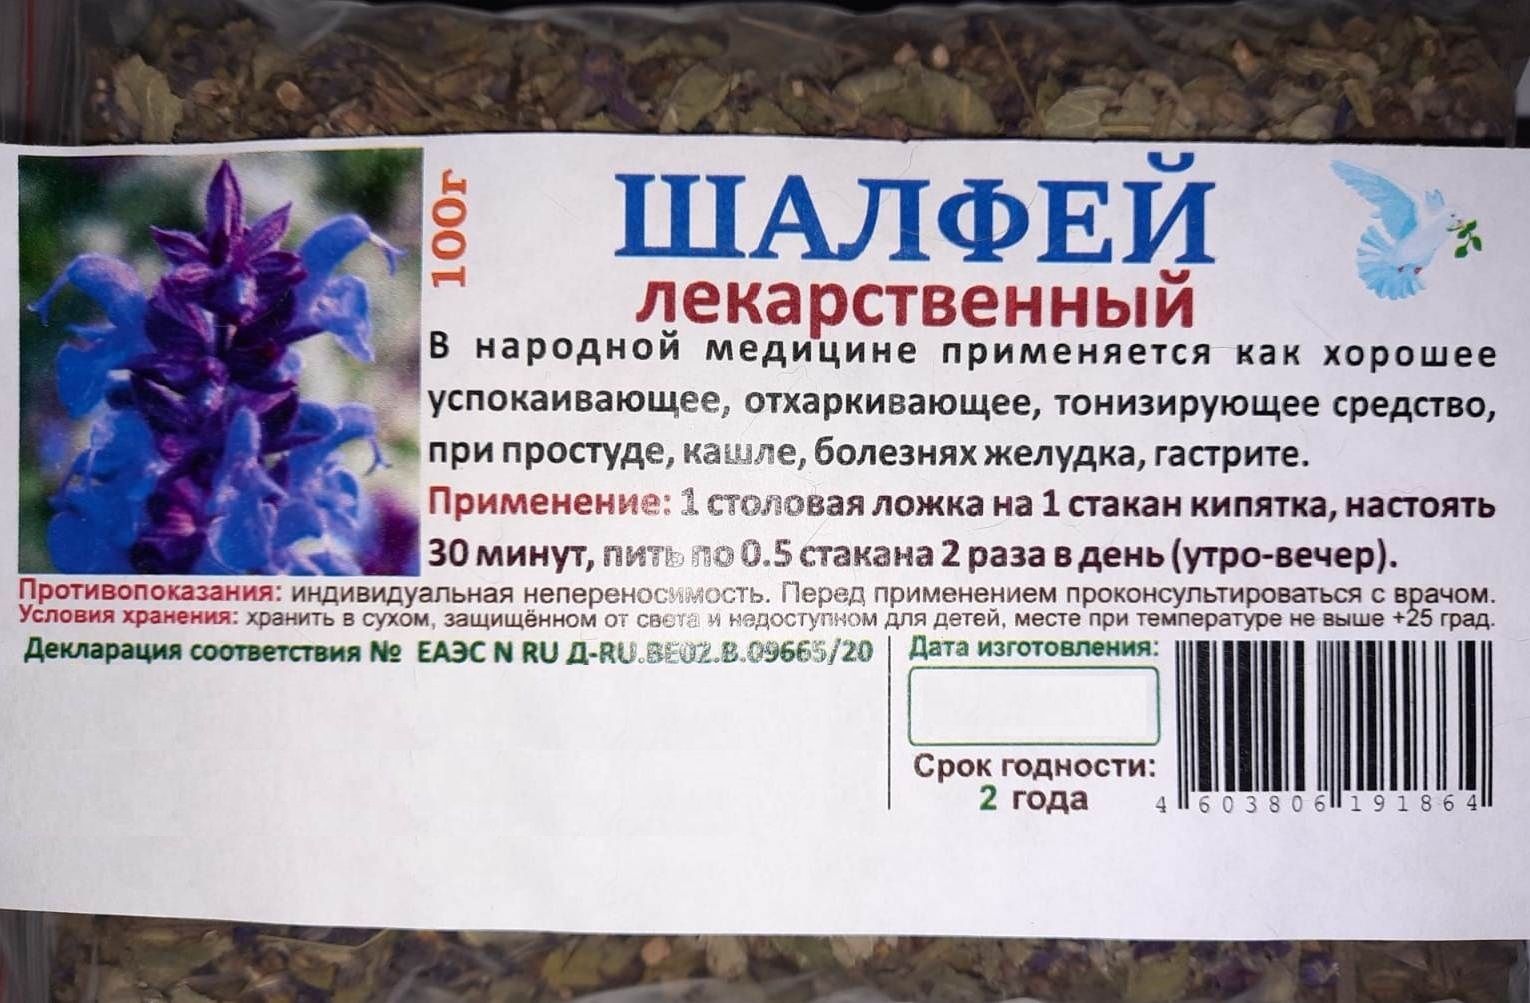 100г
ШАЛФЕЙ
лекарственный
В народной медицине применяется как хорошее
успокаивающее, отхаркивающее, тонизирующее средство,
при простуде, кашле, болезнях желудка, гастрите.
Применение: 1 столовая ложка на 1 стакан кипятка, настоять
30 минут, пить по 0.5 стакана 2 раза в день (утро-вечер).
Противопоказания: индивидуальная непереносимость. Перед применением проконсультироваться с врачом.
Условия хранения: хранить в сухом, защищённом от света и недоступном для детей, месте при температуре не выше +25 град.
Декларация соответствия № ЕАЭС N RU Д-RU.ВЕ02.В.09665/20
Дата изготовления:
Срок годности:
2 года
4 603806 191864